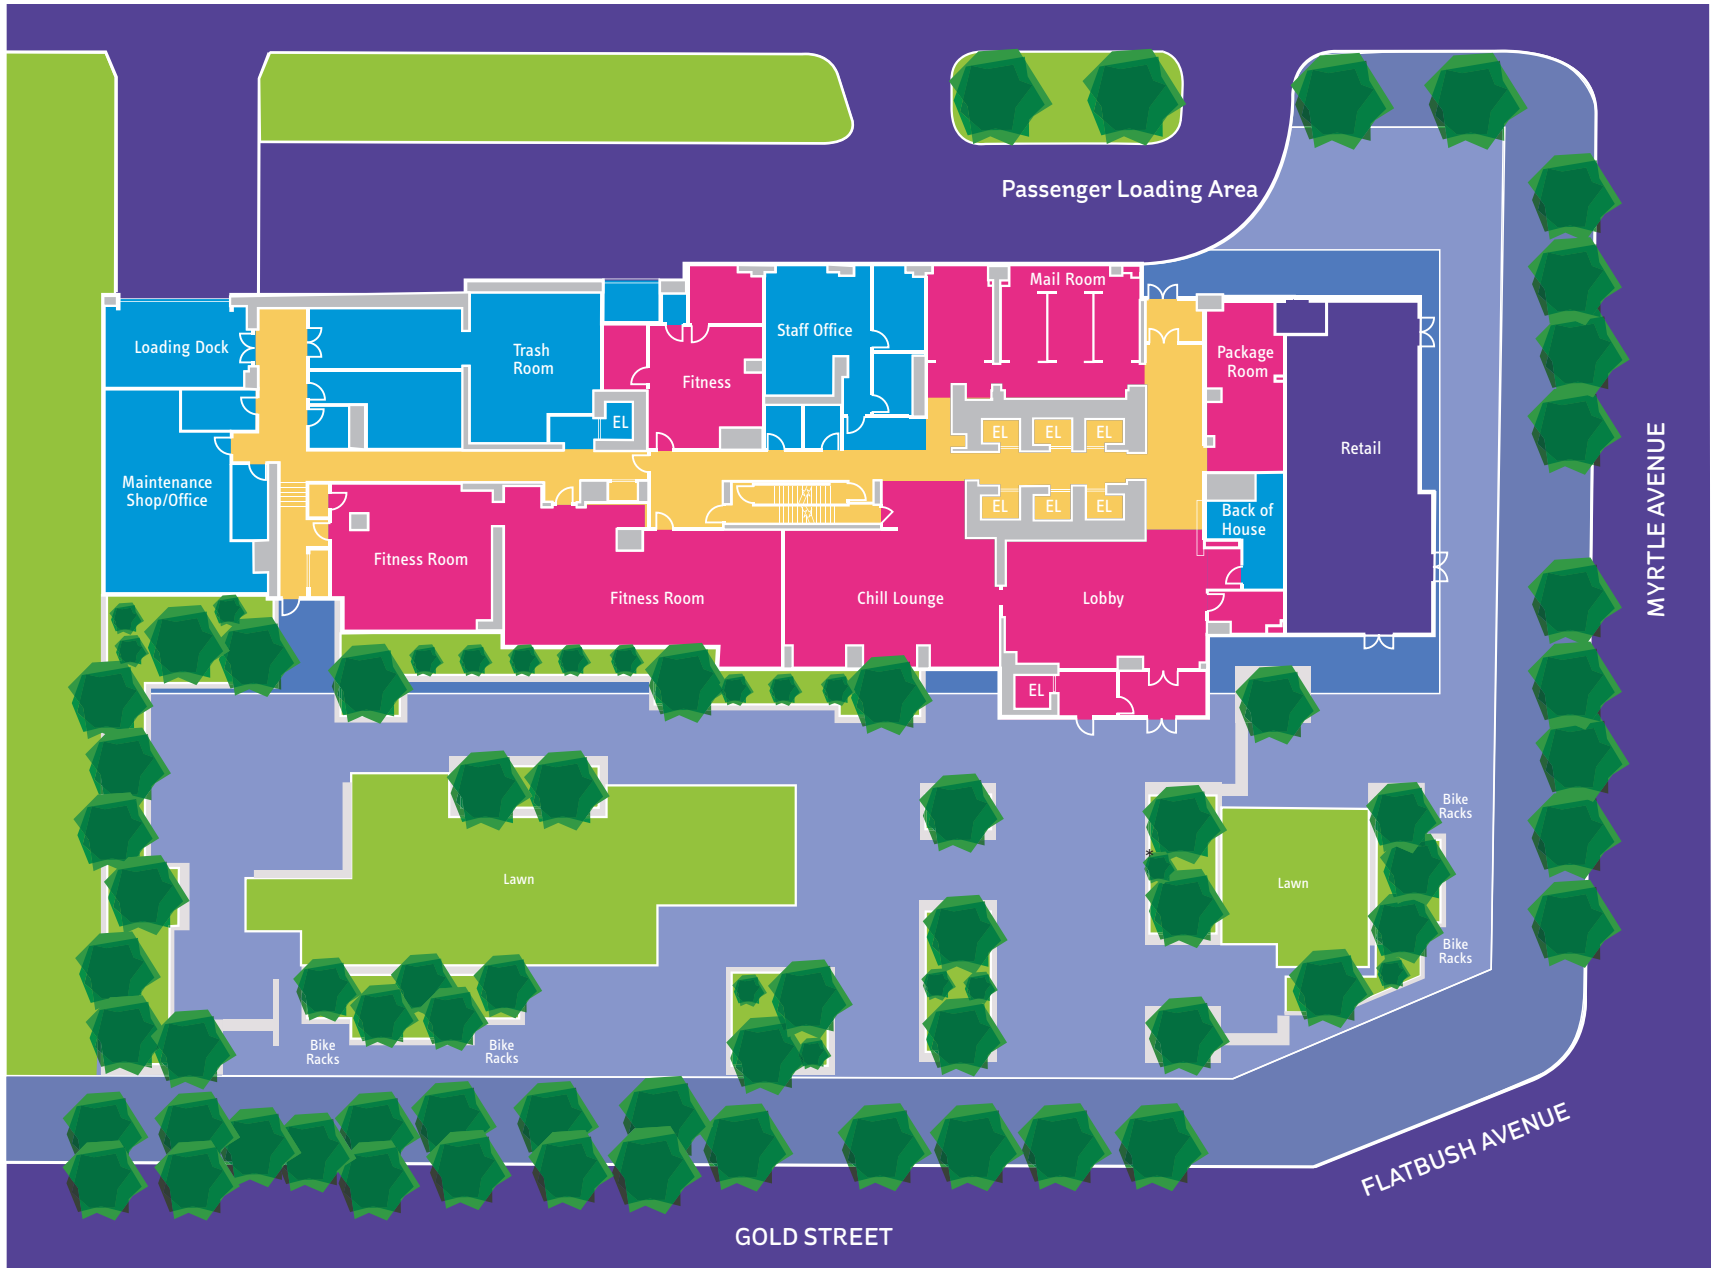 Passenger Loading Area
Mail Room
Loading Dock
Trash
Room
Staff Office
Fitness
Package
Room
EL
EL
EL
EL
Retail
MYRTLE AVENUE
Maintenance
Shop/Office
EL
EL
EL
Back of
House
Fitness Room
Fitness Room
Chill Lounge
Lobby
EL
Bike
Racks
*
Lawn
Lawn
Bike
Racks
Bike
Racks
Bike
Racks
FLATBUSH AVENUE
GOLD STREET